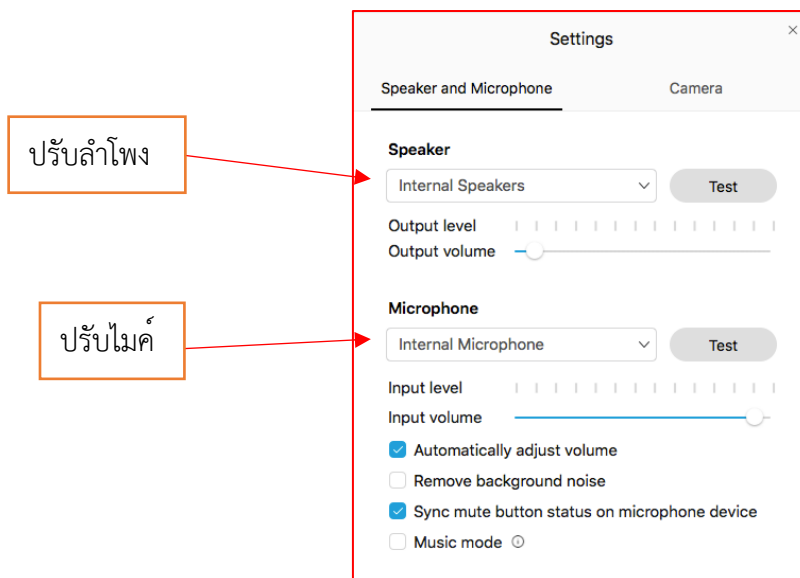 Settings
Speaker and Microphone
Camera
ปรับลำโพง
Speaker
Internal Speakers
Test
Output level
Output volume
ปรับไมค์
Microphone
Internal Microphone
Test
Input level
Input volume
Automatically adjust volume
Remove background noise
Sync mute button status on microphone device
Music mode